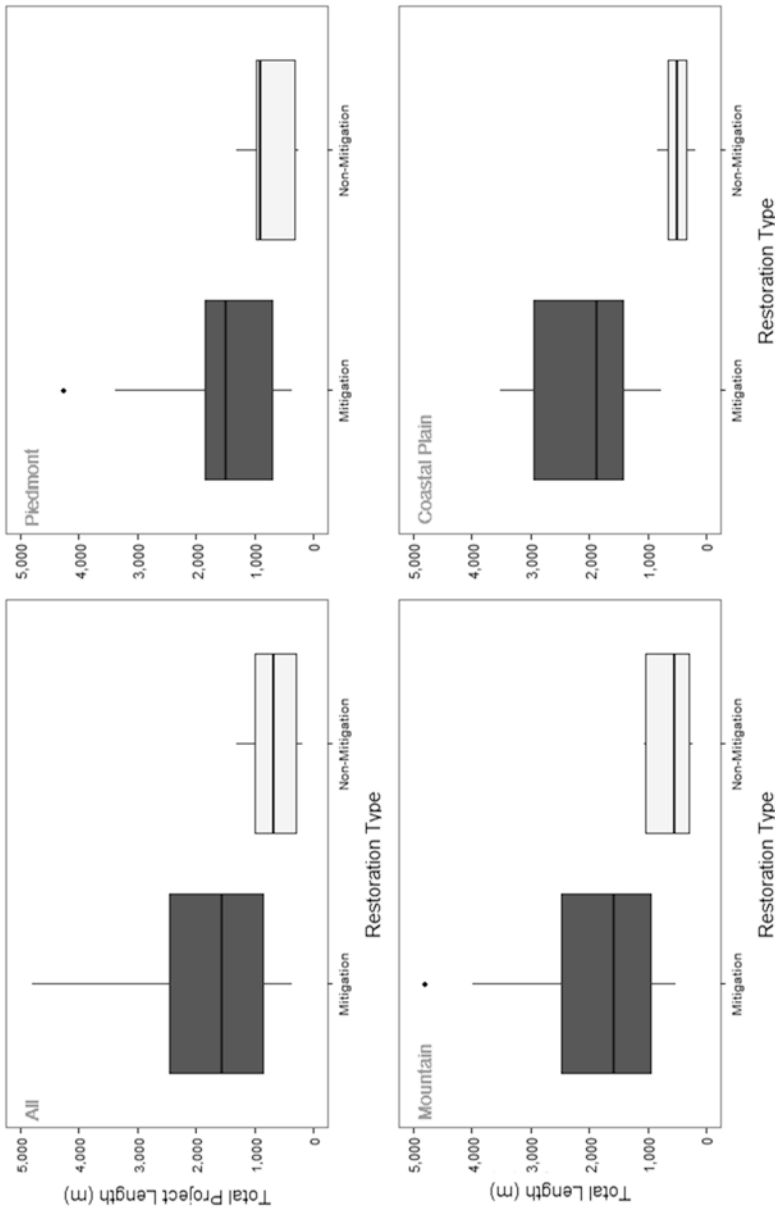 All
Total Project Length (m)
5,000
4,000
3,000
2,000
1,000
0
Mitigation
Non-Mitigation
Restoration Type
Piedmont
5,000
4,000
3,000
2,000
1,000
0
Mitigation
Non-Mitigation
Mountain
Total Length (m)
5,000
4,000
3,000
2,000
1,000
0
Mitigation
Non-Mitigation
Restoration Type
Coastal Plain
5,000
4,000
3,000
2,000
1,000
0
Mitigation
Non-Mitigation
Restoration Type